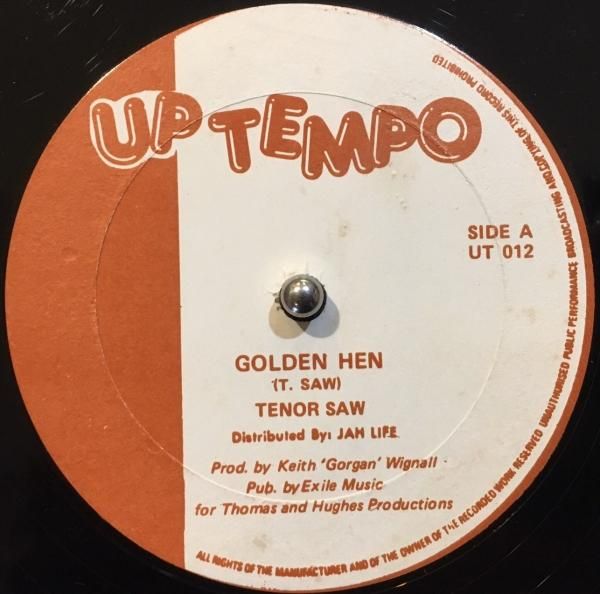 UP TEMPO
SIDE A
UT 012
GOLDEN HEN
(T. SAW)
TENOR SAW
Distributed By: JAH LIFE
Prod. by Keith 'Gorgan' Wignall
Pub. by Exile Music
for Thomas and Hughes Productions
ALL RIGHTS OF THE MANUFACTURER AND OF THE OWNER OF THE RECORDED WORK RESERVED UNAUTHORISED PUBLIC PERFORMANCE BROADCASTING AND COPYING OF THIS RECORD PROHIBITED